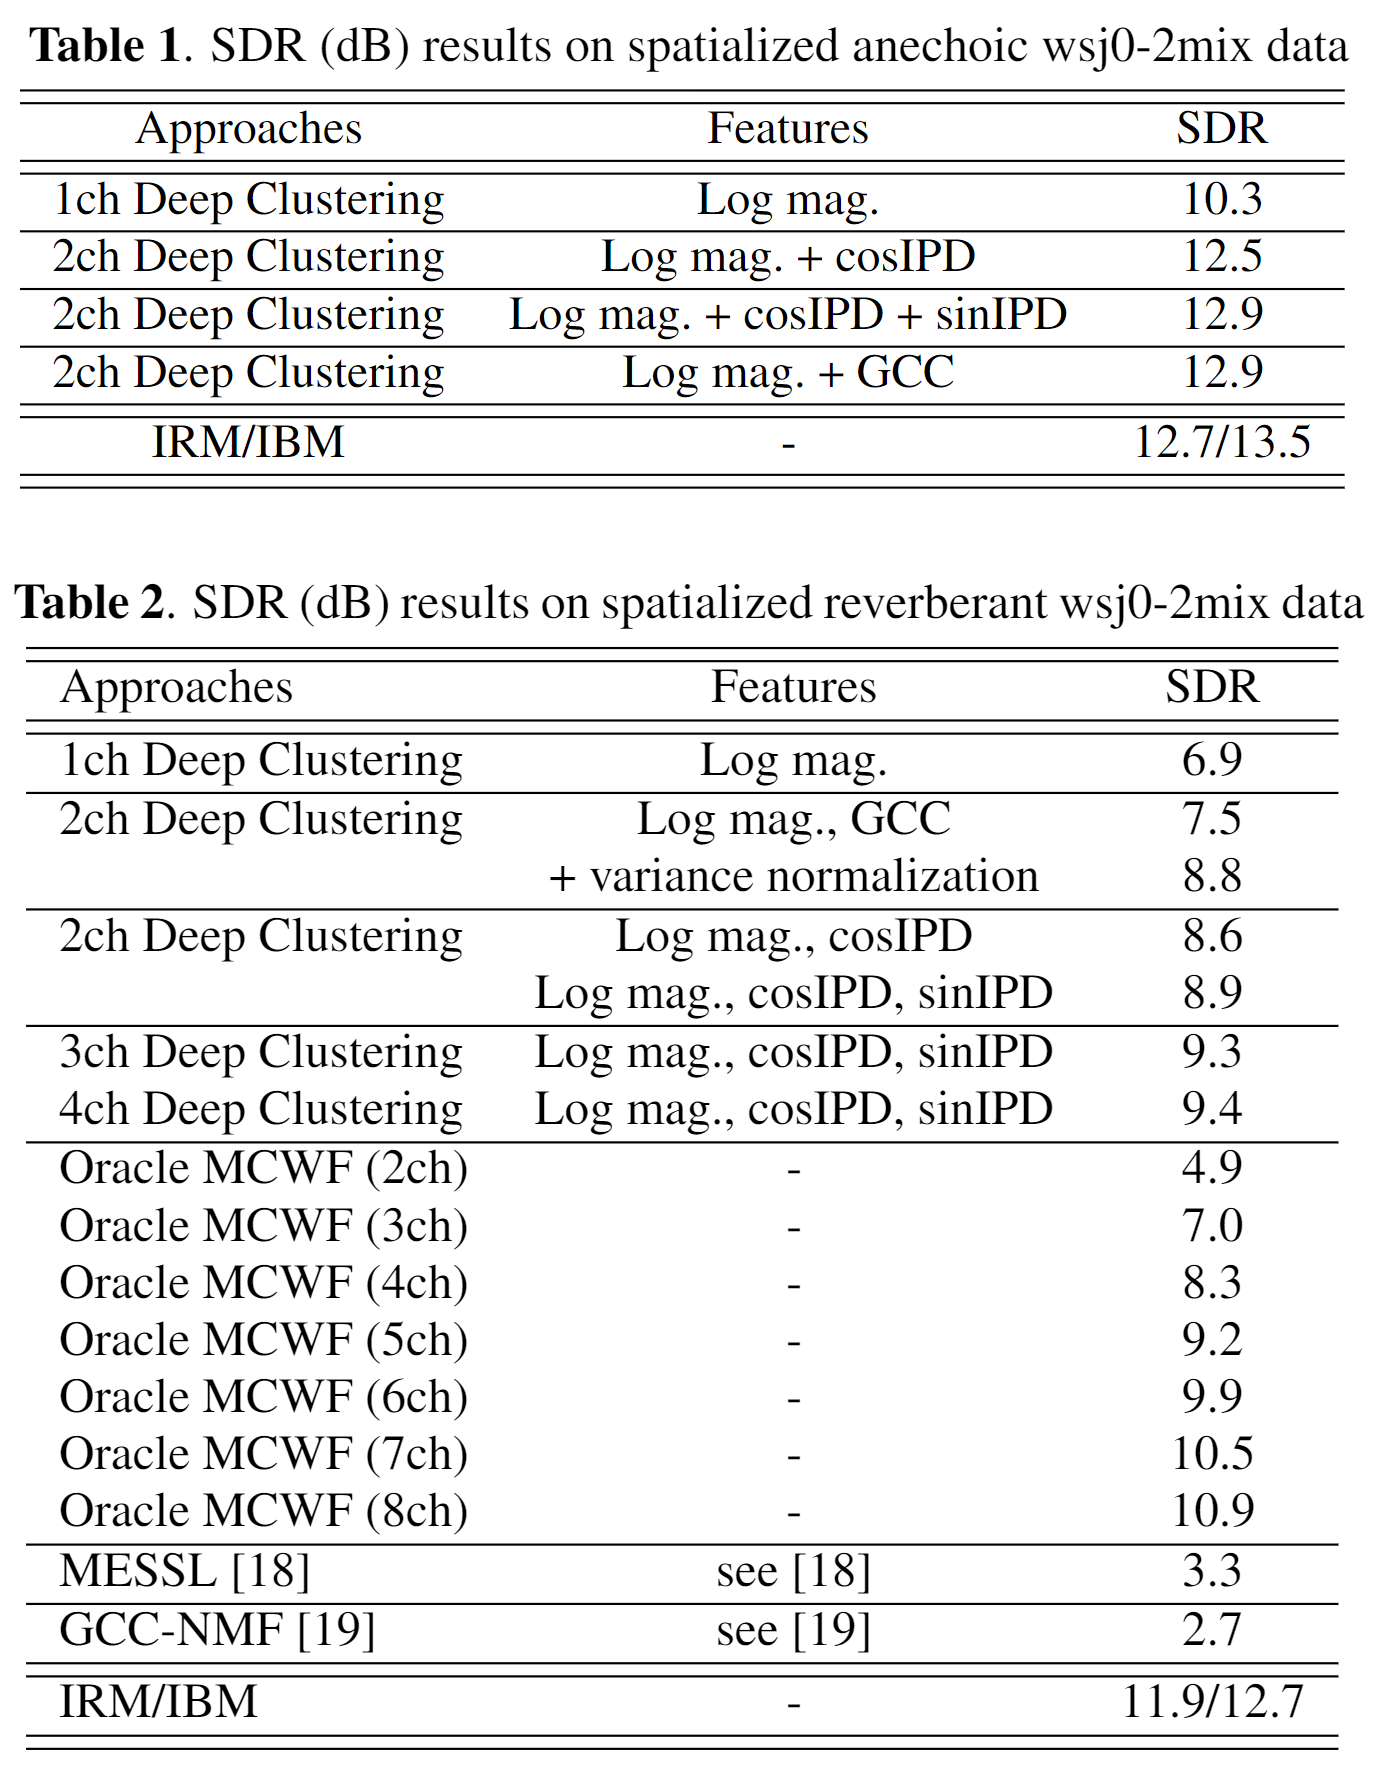 Table 1. SDR (dB) results on spatialized anechoic wsj0-2mix data
Approaches Features SDR
1ch Deep Clustering Log mag. 10.3
2ch Deep Clustering Log mag. + cosIPD 12.5
2ch Deep Clustering Log mag. + cosIPD + sinIPD 12.9
2ch Deep Clustering Log mag. + GCC 12.9
IRM/IBM - 12.7/13.5
Table 2. SDR (dB) results on spatialized reverberant wsj0-2mix data
Approaches Features SDR
1ch Deep Clustering Log mag. 6.9
2ch Deep Clustering Log mag., GCC 7.5
+ variance normalization 8.8
2ch Deep Clustering Log mag., cosIPD 8.6
Log mag., cosIPD, sinIPD 8.9
3ch Deep Clustering Log mag., cosIPD, sinIPD 9.3
4ch Deep Clustering Log mag., cosIPD, sinIPD 9.4
Oracle MCWF (2ch) - 4.9
Oracle MCWF (3ch) - 7.0
Oracle MCWF (4ch) - 8.3
Oracle MCWF (5ch) - 9.2
Oracle MCWF (6ch) - 9.9
Oracle MCWF (7ch) - 10.5
Oracle MCWF (8ch) - 10.9
MESSL [18] see [18] 3.3
GCC-NMF [19] see [19] 2.7
IRM/IBM - 11.9/12.7